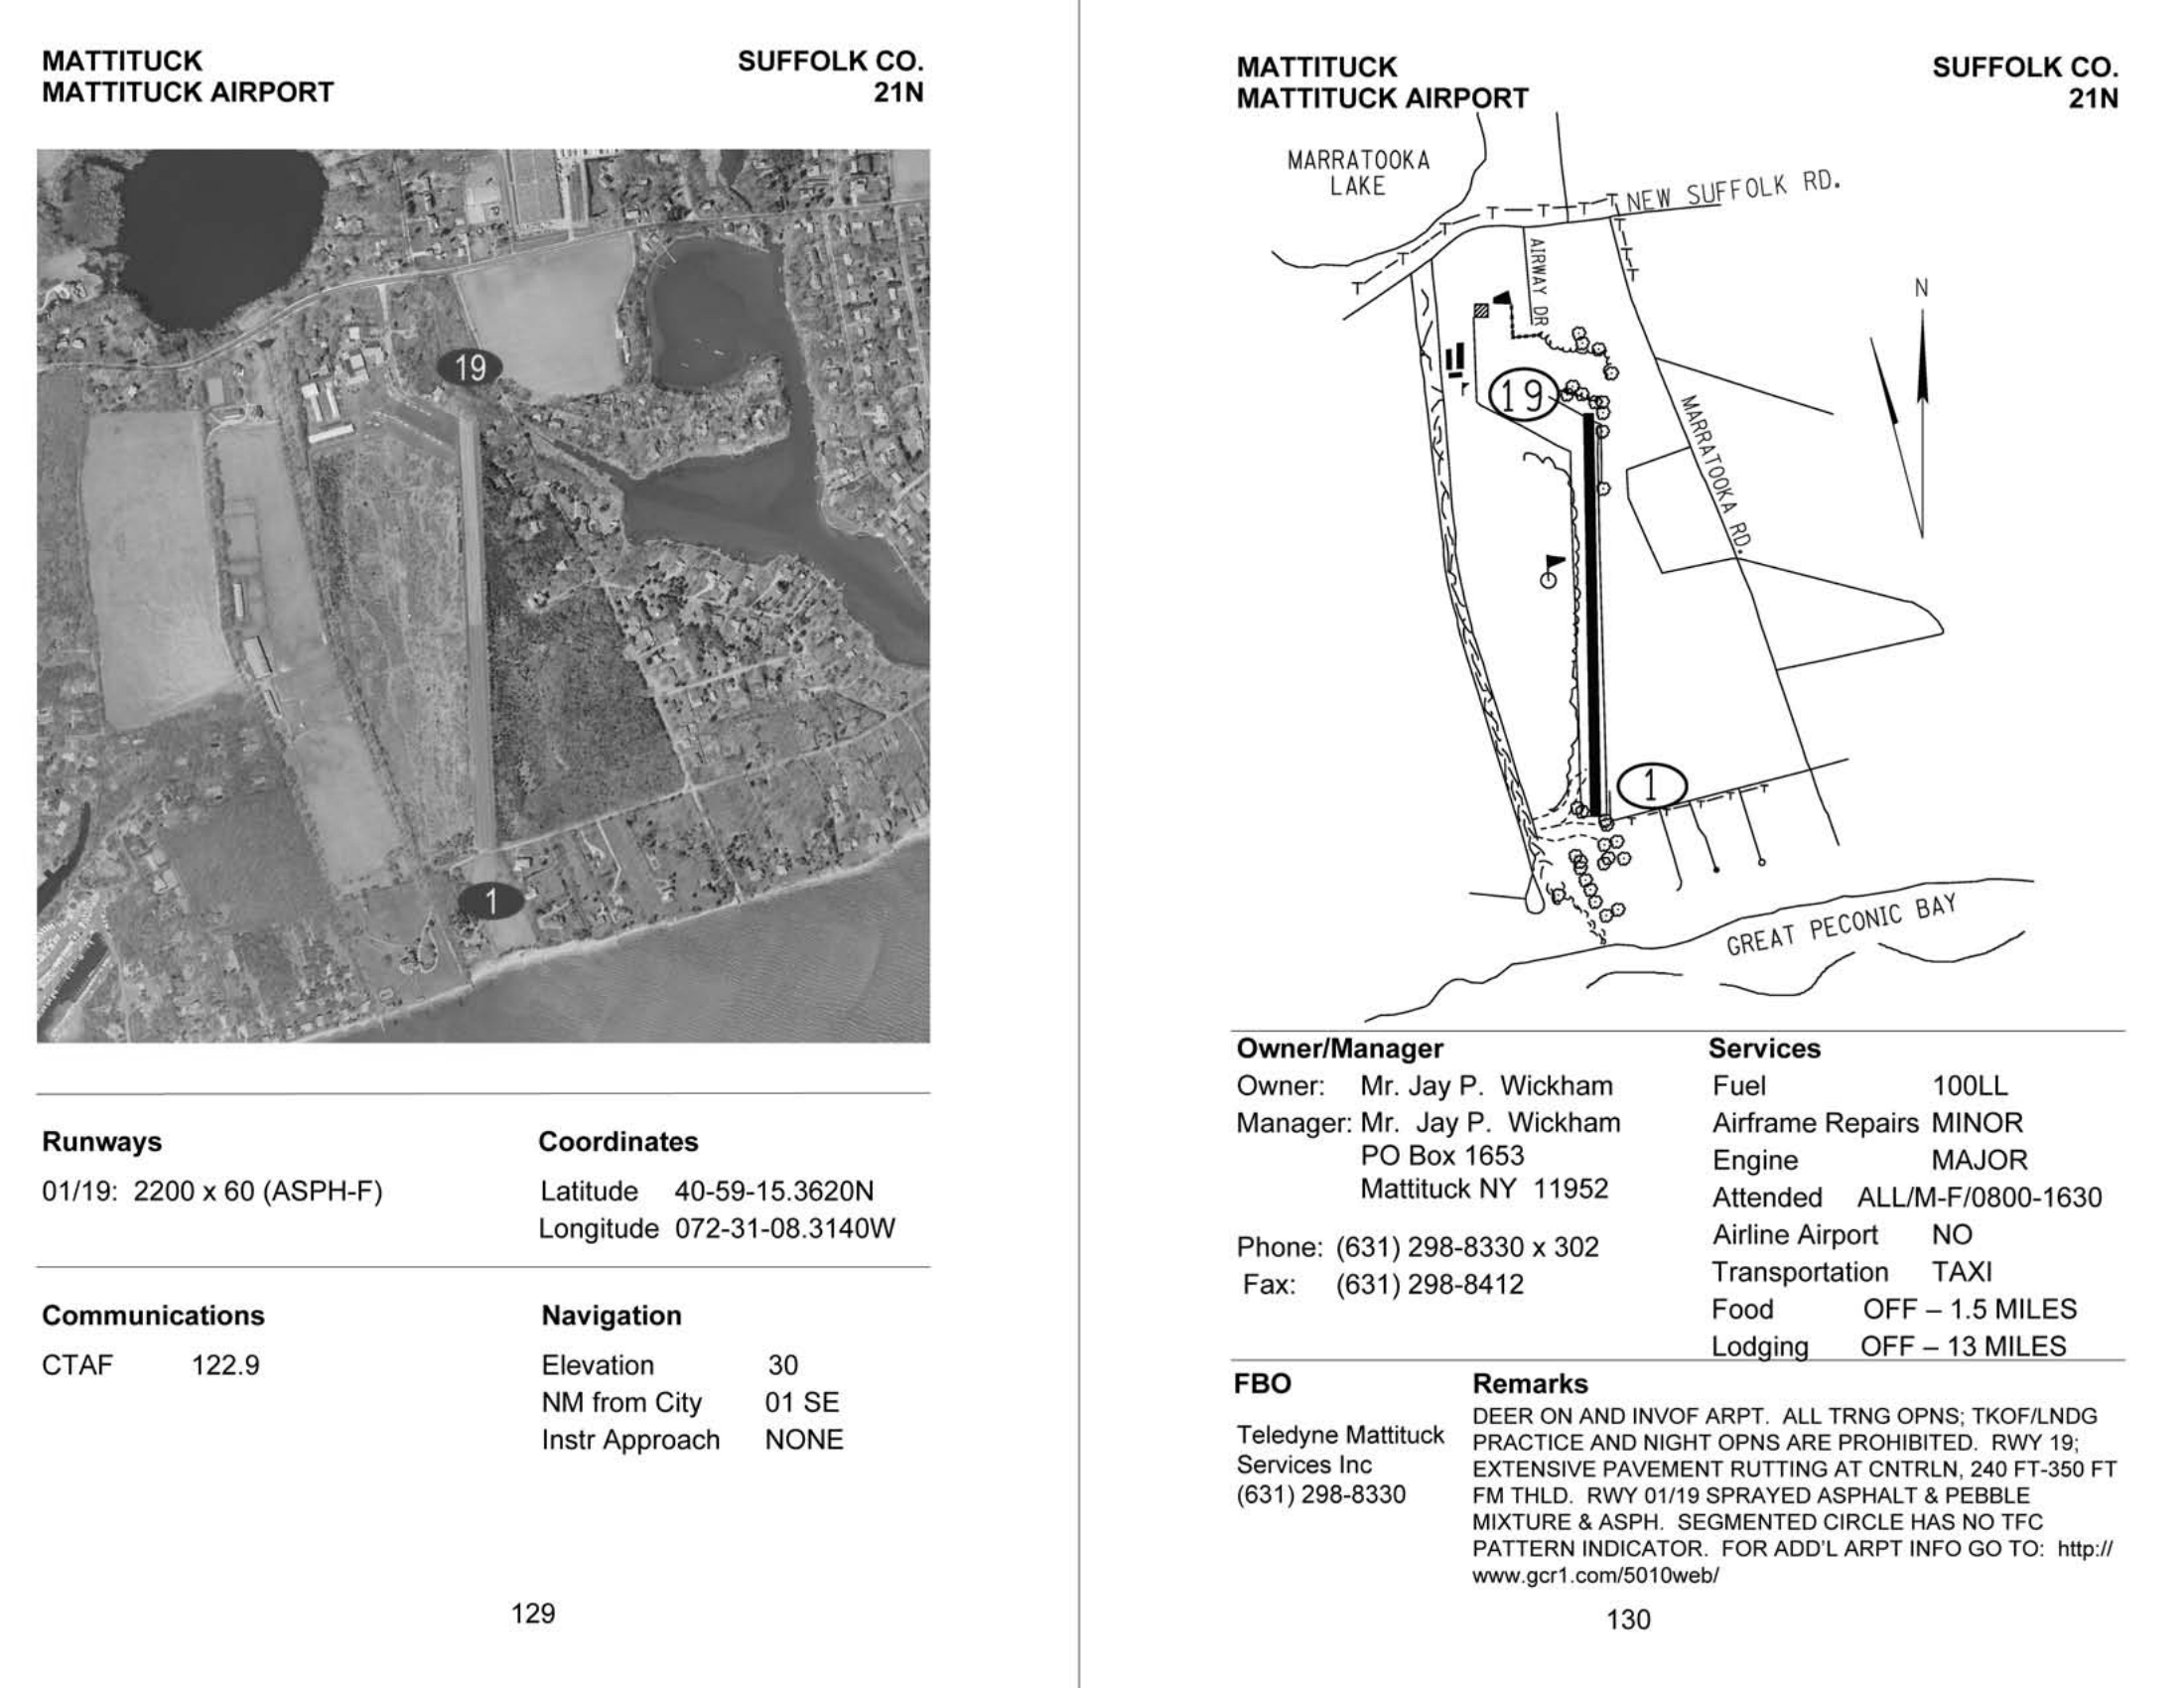 MATTITUCK
MATTITUCK AIRPORT
SUFFOLK CO.
21N
19
1
Runways
01/19: 2200 x 60 (ASPH-F)
Coordinates
Latitude 40-59-15.3620N
Longitude 072-31-08.3140W
Communications
CTAF 122.9
Navigation
Elevation 30
NM from City 01 SE
Instr Approach NONE
129
MATTITUCK
MATTITUCK AIRPORT
SUFFOLK CO.
21N
MARRATOOKA
LAKE
T T T T T T T
NEW SUFFOLK RD.
T
T
T
AIRWAY DR
N
19
MARRATOOKA RD.
1
T T T T T
GREAT PECONIC BAY
Owner/Manager
Owner: Mr. Jay P. Wickham
Manager: Mr. Jay P. Wickham
PO Box 1653
Mattituck NY 11952
Phone: (631) 298-8330 x 302
Fax: (631) 298-8412
Services
Fuel 100LL
Airframe Repairs MINOR
Engine MAJOR
Attended ALL/M-F/0800-1630
Airline Airport NO
Transportation TAXI
Food OFF – 1.5 MILES
Lodging OFF – 13 MILES
FBO
Teledyne Mattituck
Services Inc
(631) 298-8330
Remarks
DEER ON AND INVOF ARPT. ALL TRNG OPNS; TKOF/LNDG
PRACTICE AND NIGHT OPNS ARE PROHIBITED. RWY 19;
EXTENSIVE PAVEMENT RUTTING AT CNTRLN, 240 FT-350 FT
FM THLD. RWY 01/19 SPRAYED ASPHALT & PEBBLE
MIXTURE & ASPH. SEGMENTED CIRCLE HAS NO TFC
PATTERN INDICATOR. FOR ADD'L ARPT INFO GO TO: http://
www.gcr1.com/5010web/
130